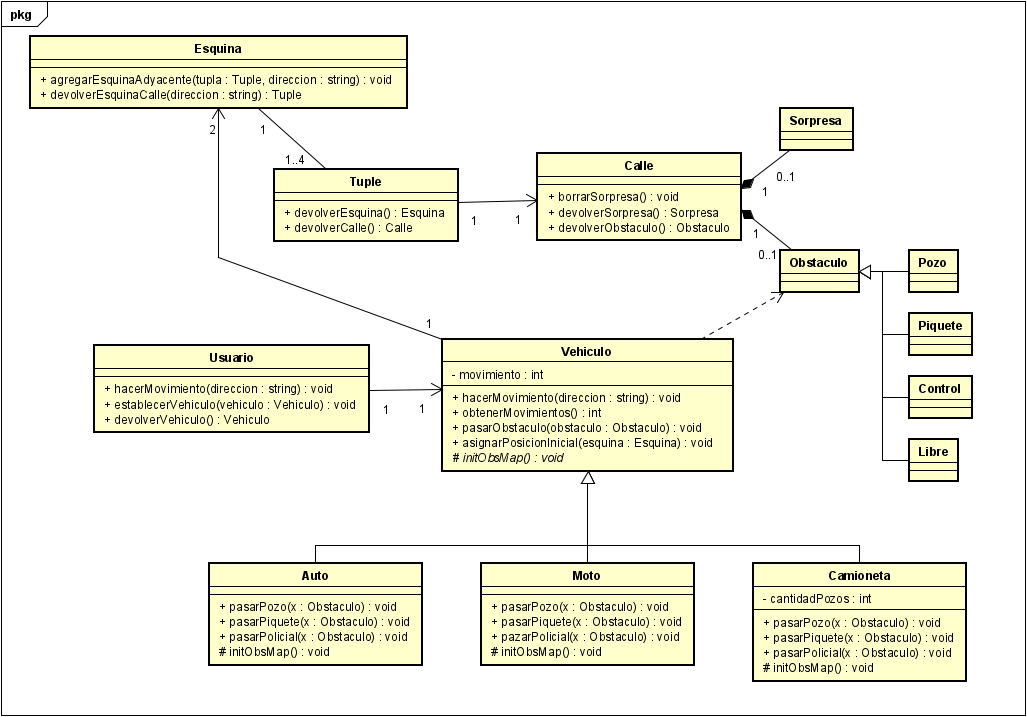 pkg
Esquina
+ agregarEsquinaAdyacente(tupla : Tuple, direccion : string) : void
+ devolverEsquinaCalle(direccion : string) : Tuple
2
1
1..4
Tuple
+ devolverEsquina() : Esquina
+ devolverCalle() : Calle
1
1
Calle
+ borrarSorpresa() : void
+ devolverSorpresa() : Sorpresa
+ devolverObstaculo() : Obstaculo
Sorpresa
0..1
1
1
0..1
Obstaculo
Pozo
Piquete
Control
Libre
1
Usuario
+ hacerMovimiento(direccion : string) : void
+ establecerVehiculo(vehiculo : Vehiculo) : void
+ devolverVehiculo() : Vehiculo
1
1
Vehiculo
- movimiento : int
+ hacerMovimiento(direccion : string) : void
+ obtenerMovimientos() : int
+ pasarObstaculo(obstaculo : Obstaculo) : void
+ asignarPosicionInicial(esquina : Esquina) : void
# initObsMap() : void
Auto
+ pasarPozo(x : Obstaculo) : void
+ pasarPiquete(x : Obstaculo) : void
+ pasarPolicial(x : Obstaculo) : void
# initObsMap() : void
Moto
+ pasarPozo(x : Obstaculo) : void
+ pasarPiquete(x : Obstaculo) : void
+ pazarPolicial(x : Obstaculo) : void
# initObsMap() : void
Camioneta
- cantidadPozos : int
+ pasarPozo(x : Obstaculo) : void
+ pasarPiquete(x : Obstaculo) : void
+ pasarPolicial(x : Obstaculo) : void
# initObsMap() : void